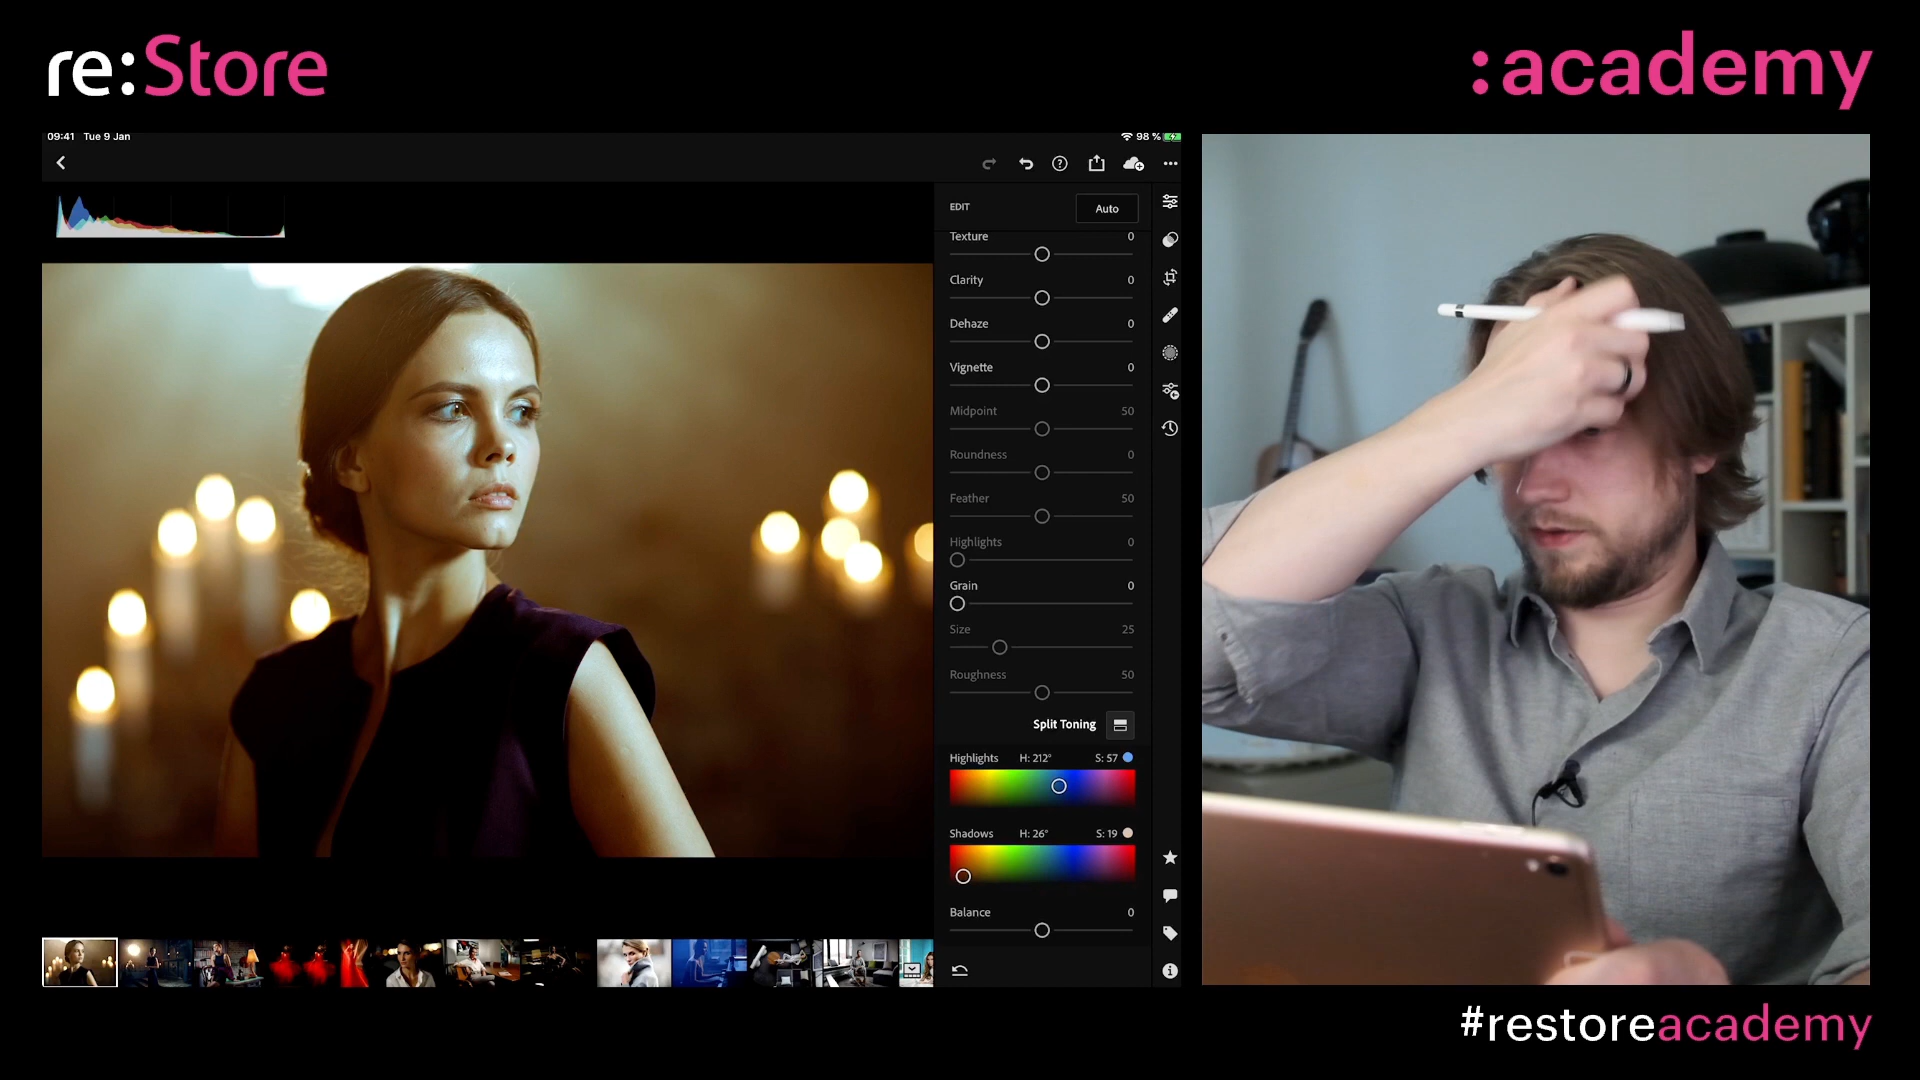 re:Store
:academy
09:41 Tue 9 Jan
98 %
EDIT
Auto
Texture 0
Clarity 0
Dehaze 0
Vignette 0
Midpoint 50
Roundness 0
Feather 50
Highlights 0
Grain 0
Size 25
Roughness 50
Split Toning
Highlights H: 212° S: 57
Shadows H: 26° S: 19
Balance 0
#restoreacademy